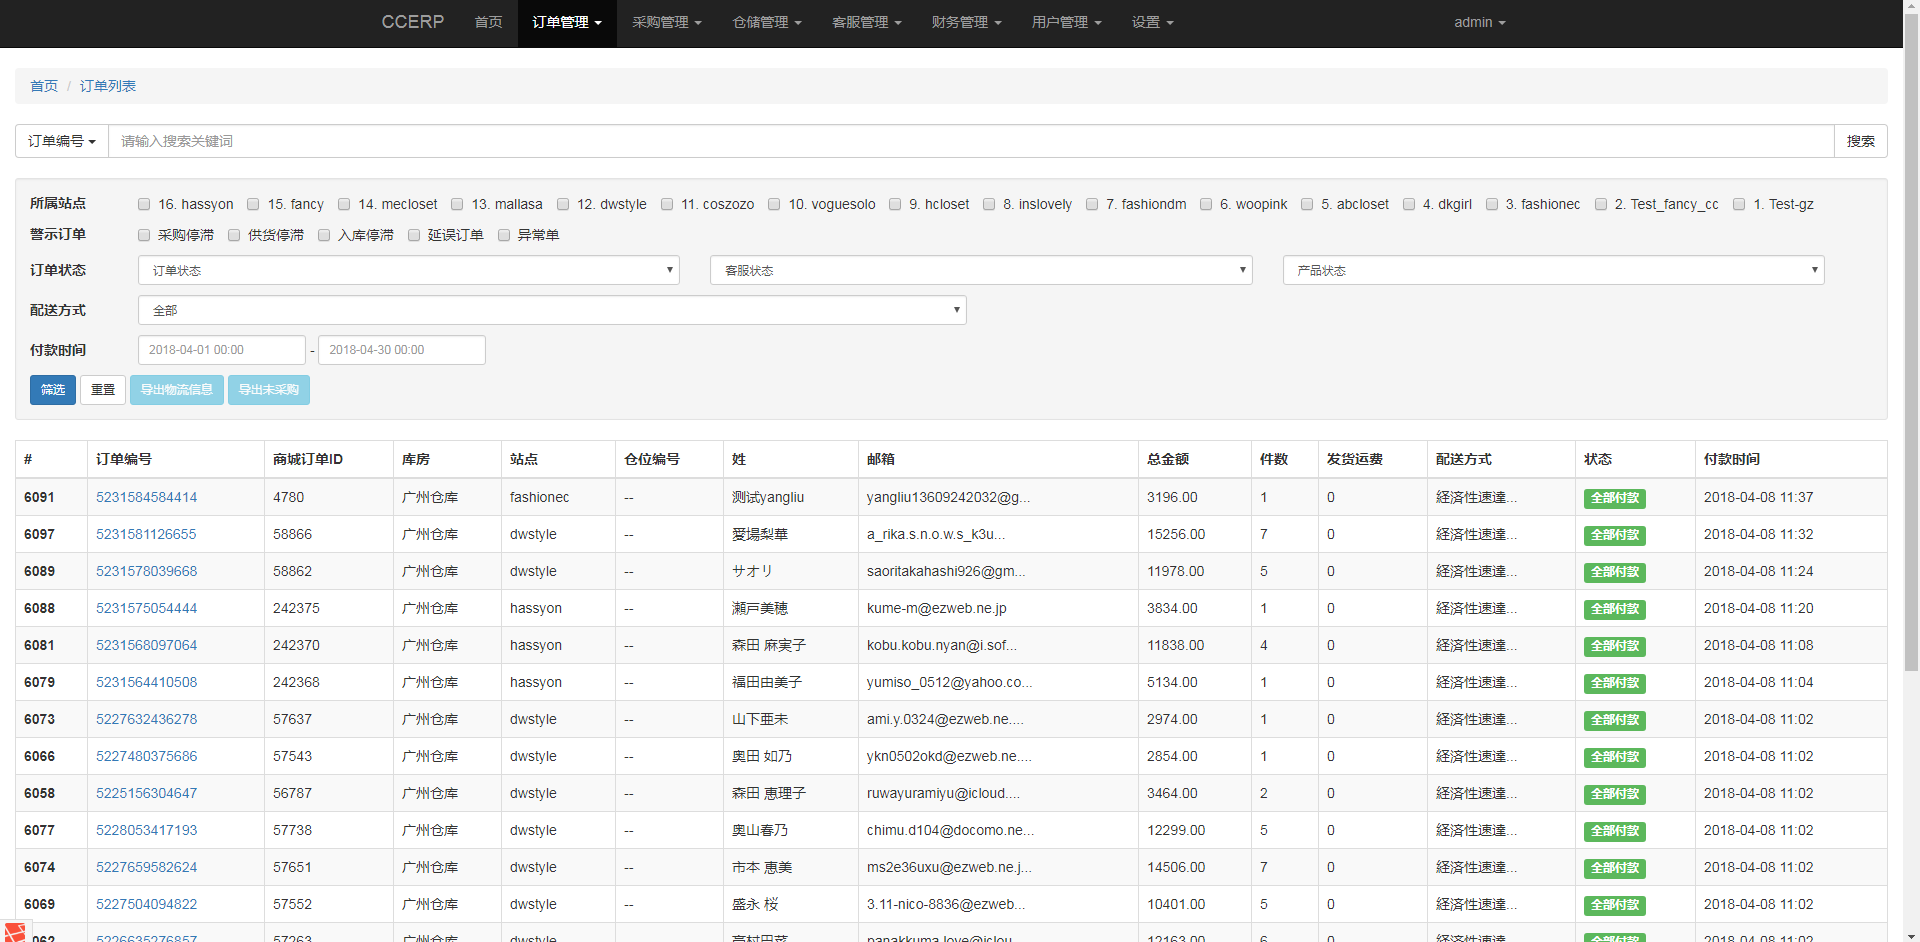 CCERP 首页 订单管理 采购管理 仓储管理 客服管理 财务管理 用户管理 设置 admin
首页 / 订单列表
订单编号 请输入搜索关键词 搜索
所属站点 16. hassyon 15. fancy 14. mecloset 13. mallasa 12. dwstyle 11. coszozo 10. voguesolo 9. hcloset 8. inslovely 7. fashiondm 6. woopink 5. abcloset 4. dkgirl 3. fashionec 2. Test_fancy_cc 1. Test-gz
警示订单 采购停滞 供货停滞 入库停滞 延误订单 异常单
订单状态 订单状态 客服状态 产品状态
配送方式 全部
付款时间 2018-04-01 00:00 - 2018-04-30 00:00
筛选 重置 导出物流信息 导出未采购
# 订单编号 商城订单ID 库房 站点 仓位编号 姓 邮箱 总金额 件数 发货运费 配送方式 状态 付款时间
6091 5231584584414 4780 广州仓库 fashionec -- 测试yangliu yangliu13609242032@g... 3196.00 1 0 経済性速達... 全部付款 2018-04-08 11:37
6097 5231581126655 58866 广州仓库 dwstyle -- 愛場梨華 a_rika.s.n.o.w.s_k3u... 15256.00 7 0 経済性速達... 全部付款 2018-04-08 11:32
6089 5231578039668 58862 广州仓库 dwstyle -- サオリ saoritakahashi926@gm... 11978.00 5 0 経済性速達... 全部付款 2018-04-08 11:24
6088 5231575054444 242375 广州仓库 hassyon -- 瀬戸美穂 kume-m@ezweb.ne.jp 3834.00 1 0 経済性速達... 全部付款 2018-04-08 11:20
6081 5231568097064 242370 广州仓库 hassyon -- 森田 麻実子 kobu.kobu.nyan@i.sof... 11838.00 4 0 経済性速達... 全部付款 2018-04-08 11:08
6079 5231564410508 242368 广州仓库 hassyon -- 福田由美子 yumiso_0512@yahoo.co... 5134.00 1 0 経済性速達... 全部付款 2018-04-08 11:04
6073 5227632436278 57637 广州仓库 dwstyle -- 山下亜未 ami.y.0324@ezweb.ne.... 2974.00 1 0 経済性速達... 全部付款 2018-04-08 11:02
6066 5227480375686 57543 广州仓库 dwstyle -- 奥田 如乃 ykn0502okd@ezweb.ne.... 2854.00 1 0 経済性速達... 全部付款 2018-04-08 11:02
6058 5225156304647 56787 广州仓库 dwstyle -- 森田 恵理子 ruwayuramiyu@icloud.... 3464.00 2 0 経済性速達... 全部付款 2018-04-08 11:02
6077 5228053417193 57738 广州仓库 dwstyle -- 奥山春乃 chimu.d104@docomo.ne... 12299.00 5 0 経済性速達... 全部付款 2018-04-08 11:02
6074 5227659582624 57651 广州仓库 dwstyle -- 市本 恵美 ms2e36uxu@ezweb.ne.j... 14506.00 7 0 経済性速達... 全部付款 2018-04-08 11:02
6069 5227504094822 57552 广州仓库 dwstyle -- 盛永 桜 3.11-nico-8836@ezweb... 10401.00 5 0 経済性速達... 全部付款 2018-04-08 11:02
5226635276857 57263 广州仓库 dwstyle -- panakkuma.love@iclou... 12163.00 6 0 経済性速達... 全部付款 2018-04-08 11:02